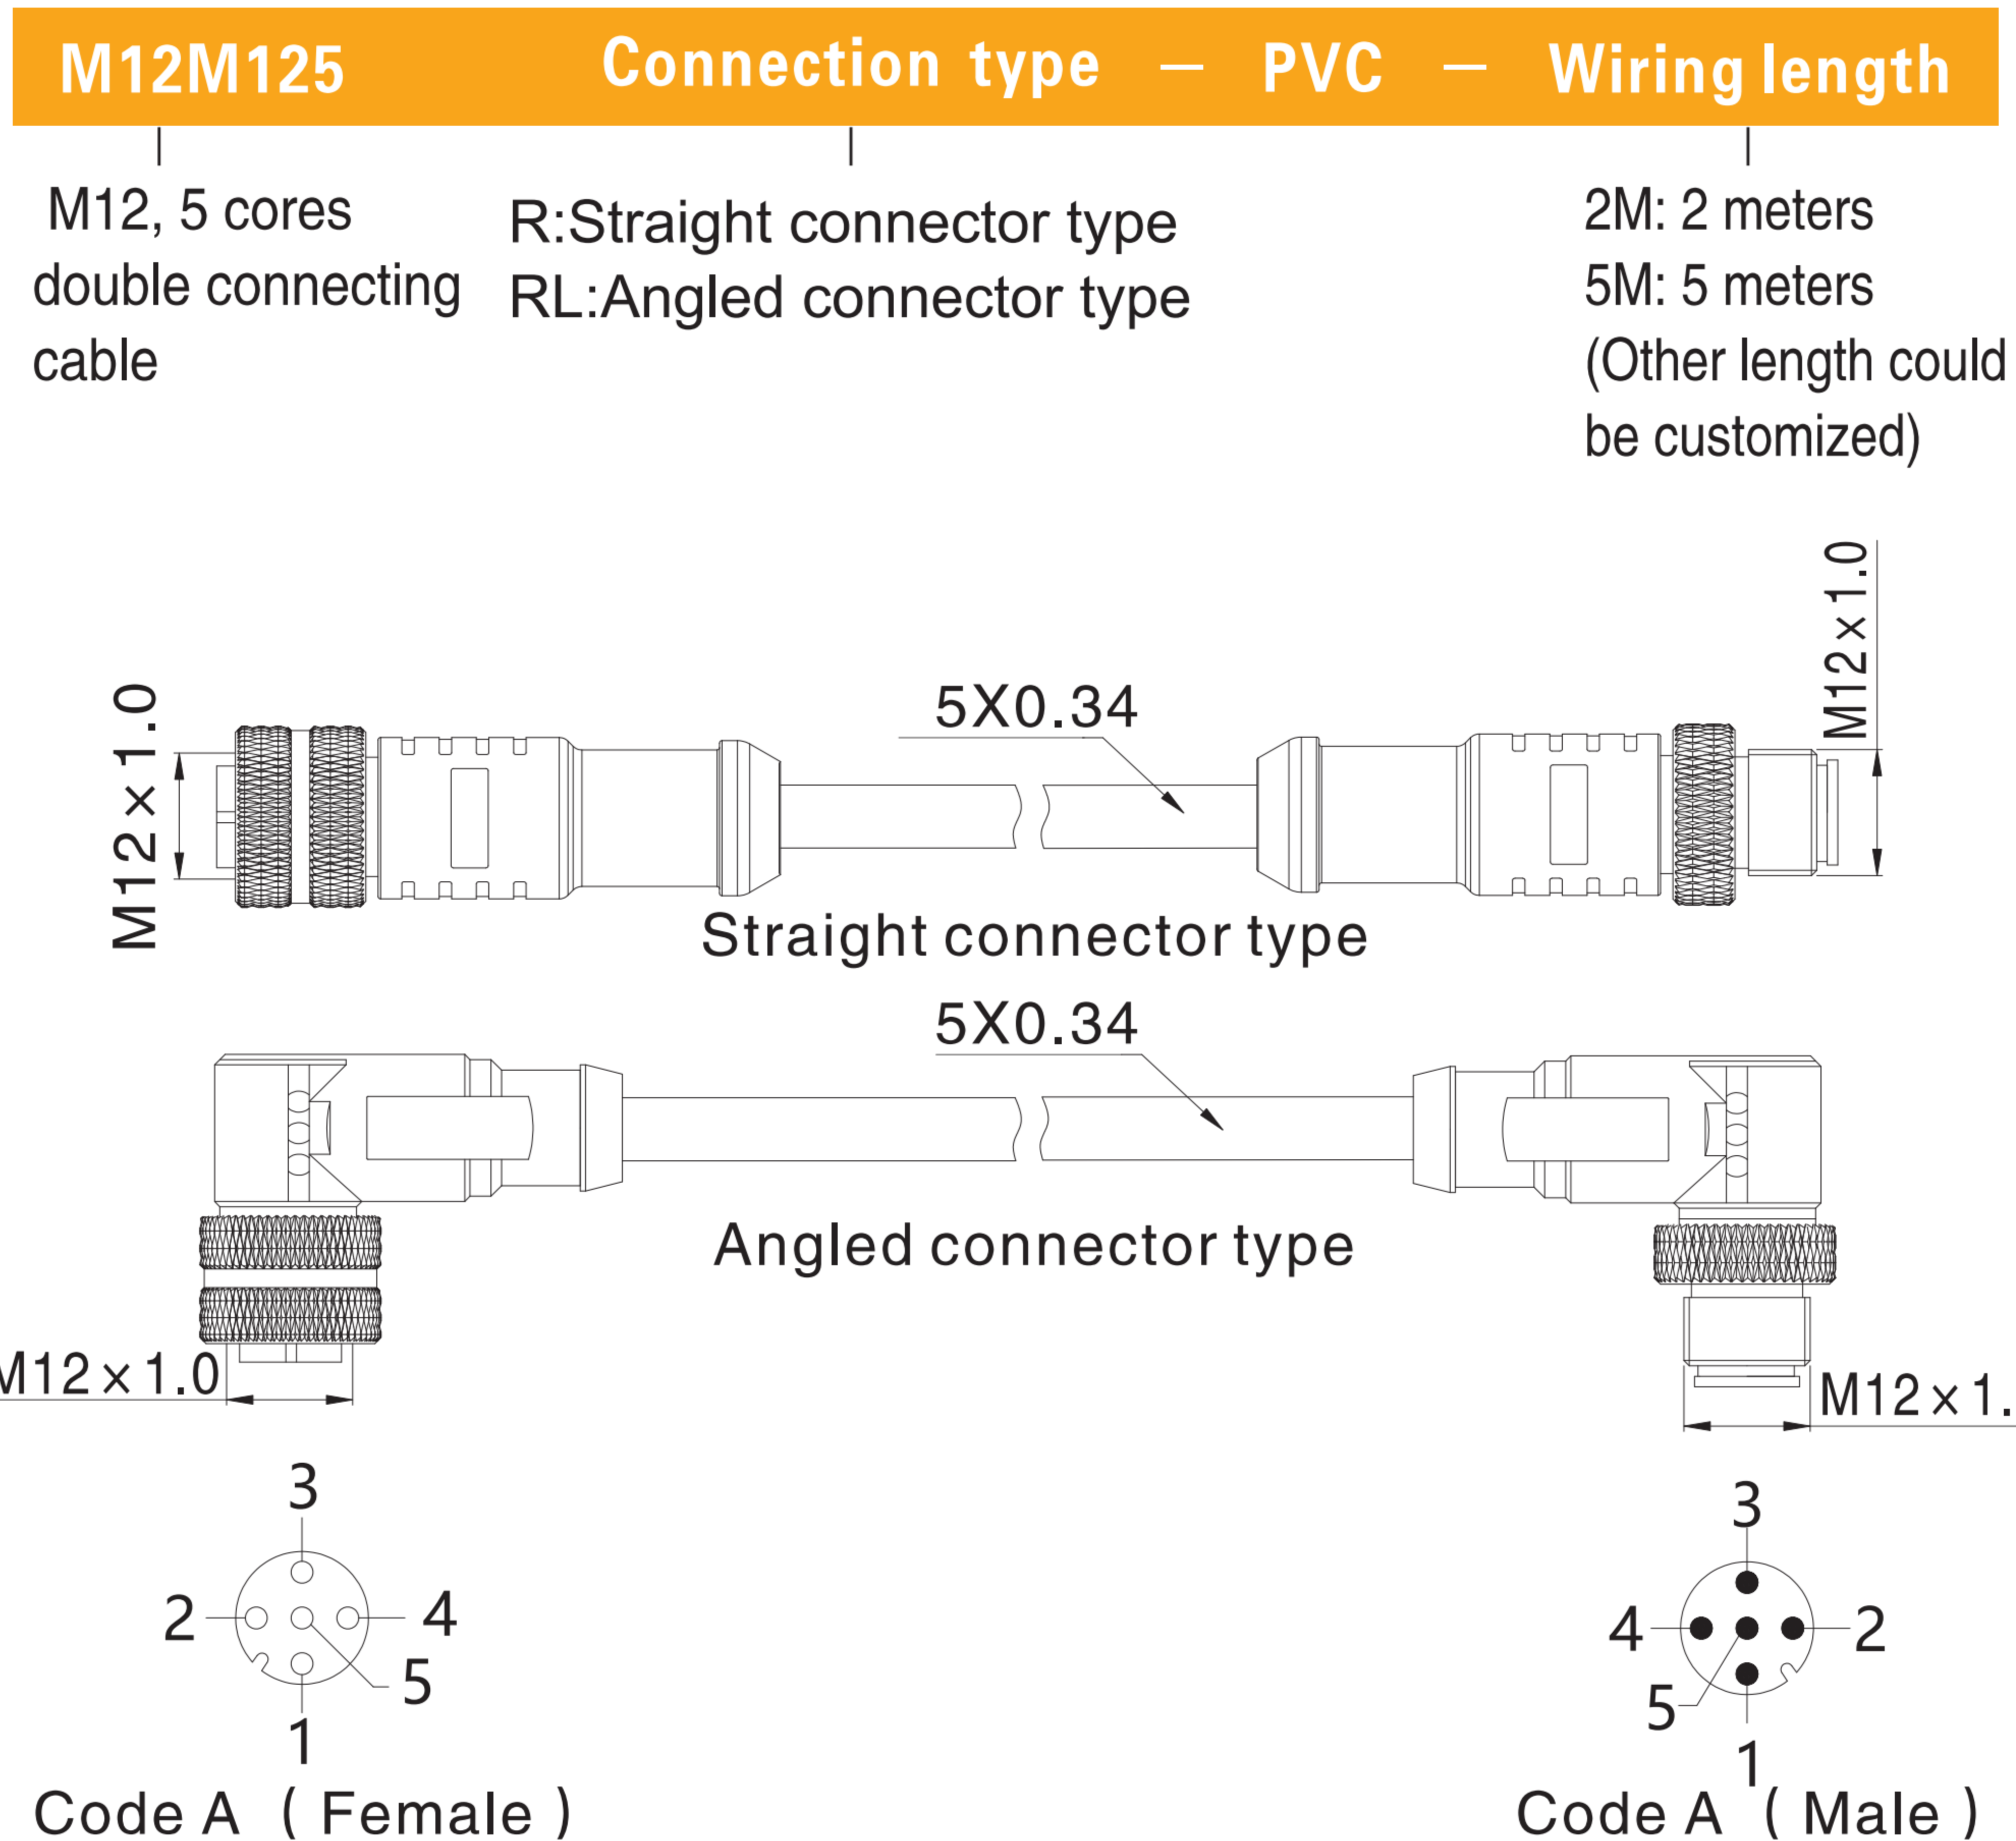 M12M125 Connection type — PVC — Wiring length
M12, 5 cores
double connecting
cable
R:Straight connector type
RL:Angled connector type
2M: 2 meters
5M: 5 meters
(Other length could
be customized)
M12×1.0
5X0.34
M12×1.0
Straight connector type
5X0.34
Angled connector type
M12×1.0
M12×1.
3
2
4
5
1
Code A ( Female )
3
4
2
5
1
Code A ( Male )